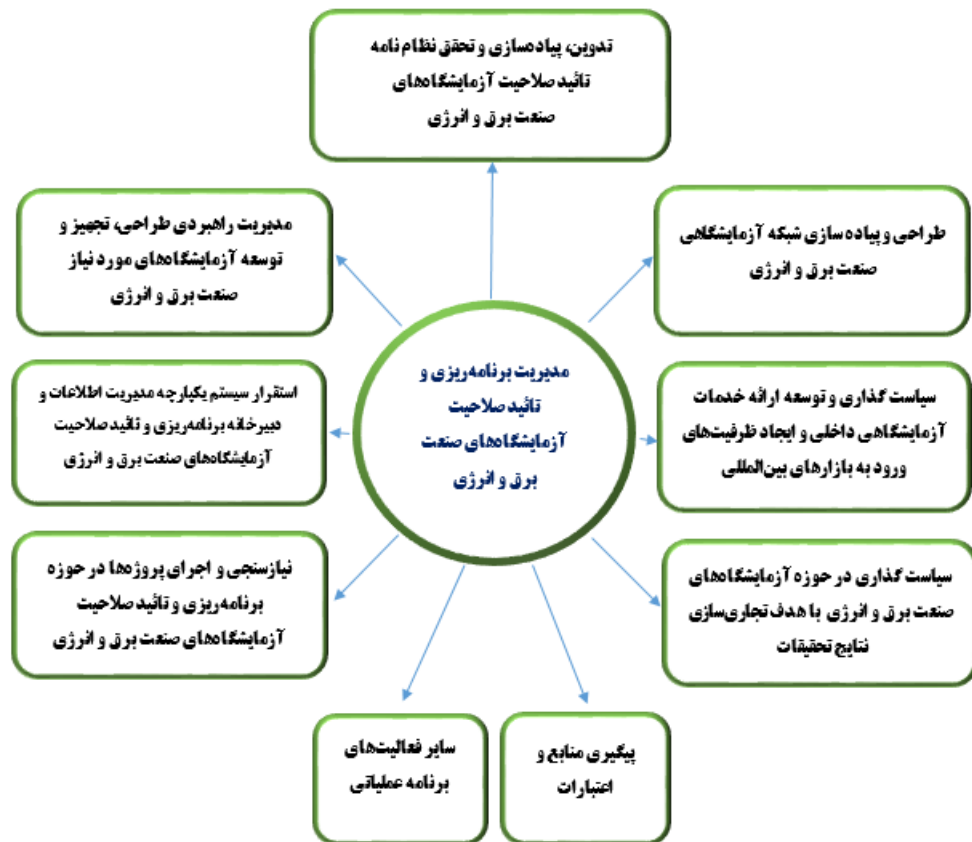 تدوین، پیاده‌سازی و تحقق نظام نامه
تائید صلاحیت آزمایشگاه‌های
صنعت برق و انرژی
طراحی و پیاده سازی شبکه آزمایشگاهی
صنعت برق و انرژی
سیاست گذاری و توسعه ارائه خدمات
آزمایشگاهی داخلی و ایجاد ظرفیت‌های
ورود به بازارهای بین‌المللی
سیاست گذاری در حوزه آزمایشگاه‌های
صنعت برق و انرژی با هدف تجاری‌سازی
نتایج تحقیقات
پیگیری منابع و
اعتبارات
سایر فعالیت‌های
برنامه عملیاتی
نیازسنجی و اجرای پروژه‌ها در حوزه
برنامه‌ریزی و تائید صلاحیت
آزمایشگاه‌های صنعت برق و انرژی
استقرار سیستم یکپارچه مدیریت اطلاعات و
دبیرخانه برنامه‌ریزی و تائید صلاحیت
آزمایشگاه‌های صنعت برق و انرژی
مدیریت راهبردی طراحی، تجهیز و
توسعه آزمایشگاه‌های مورد نیاز
صنعت برق و انرژی
مدیریت برنامه‌ریزی و
تائید صلاحیت
آزمایشگاه‌های صنعت
برق و انرژی